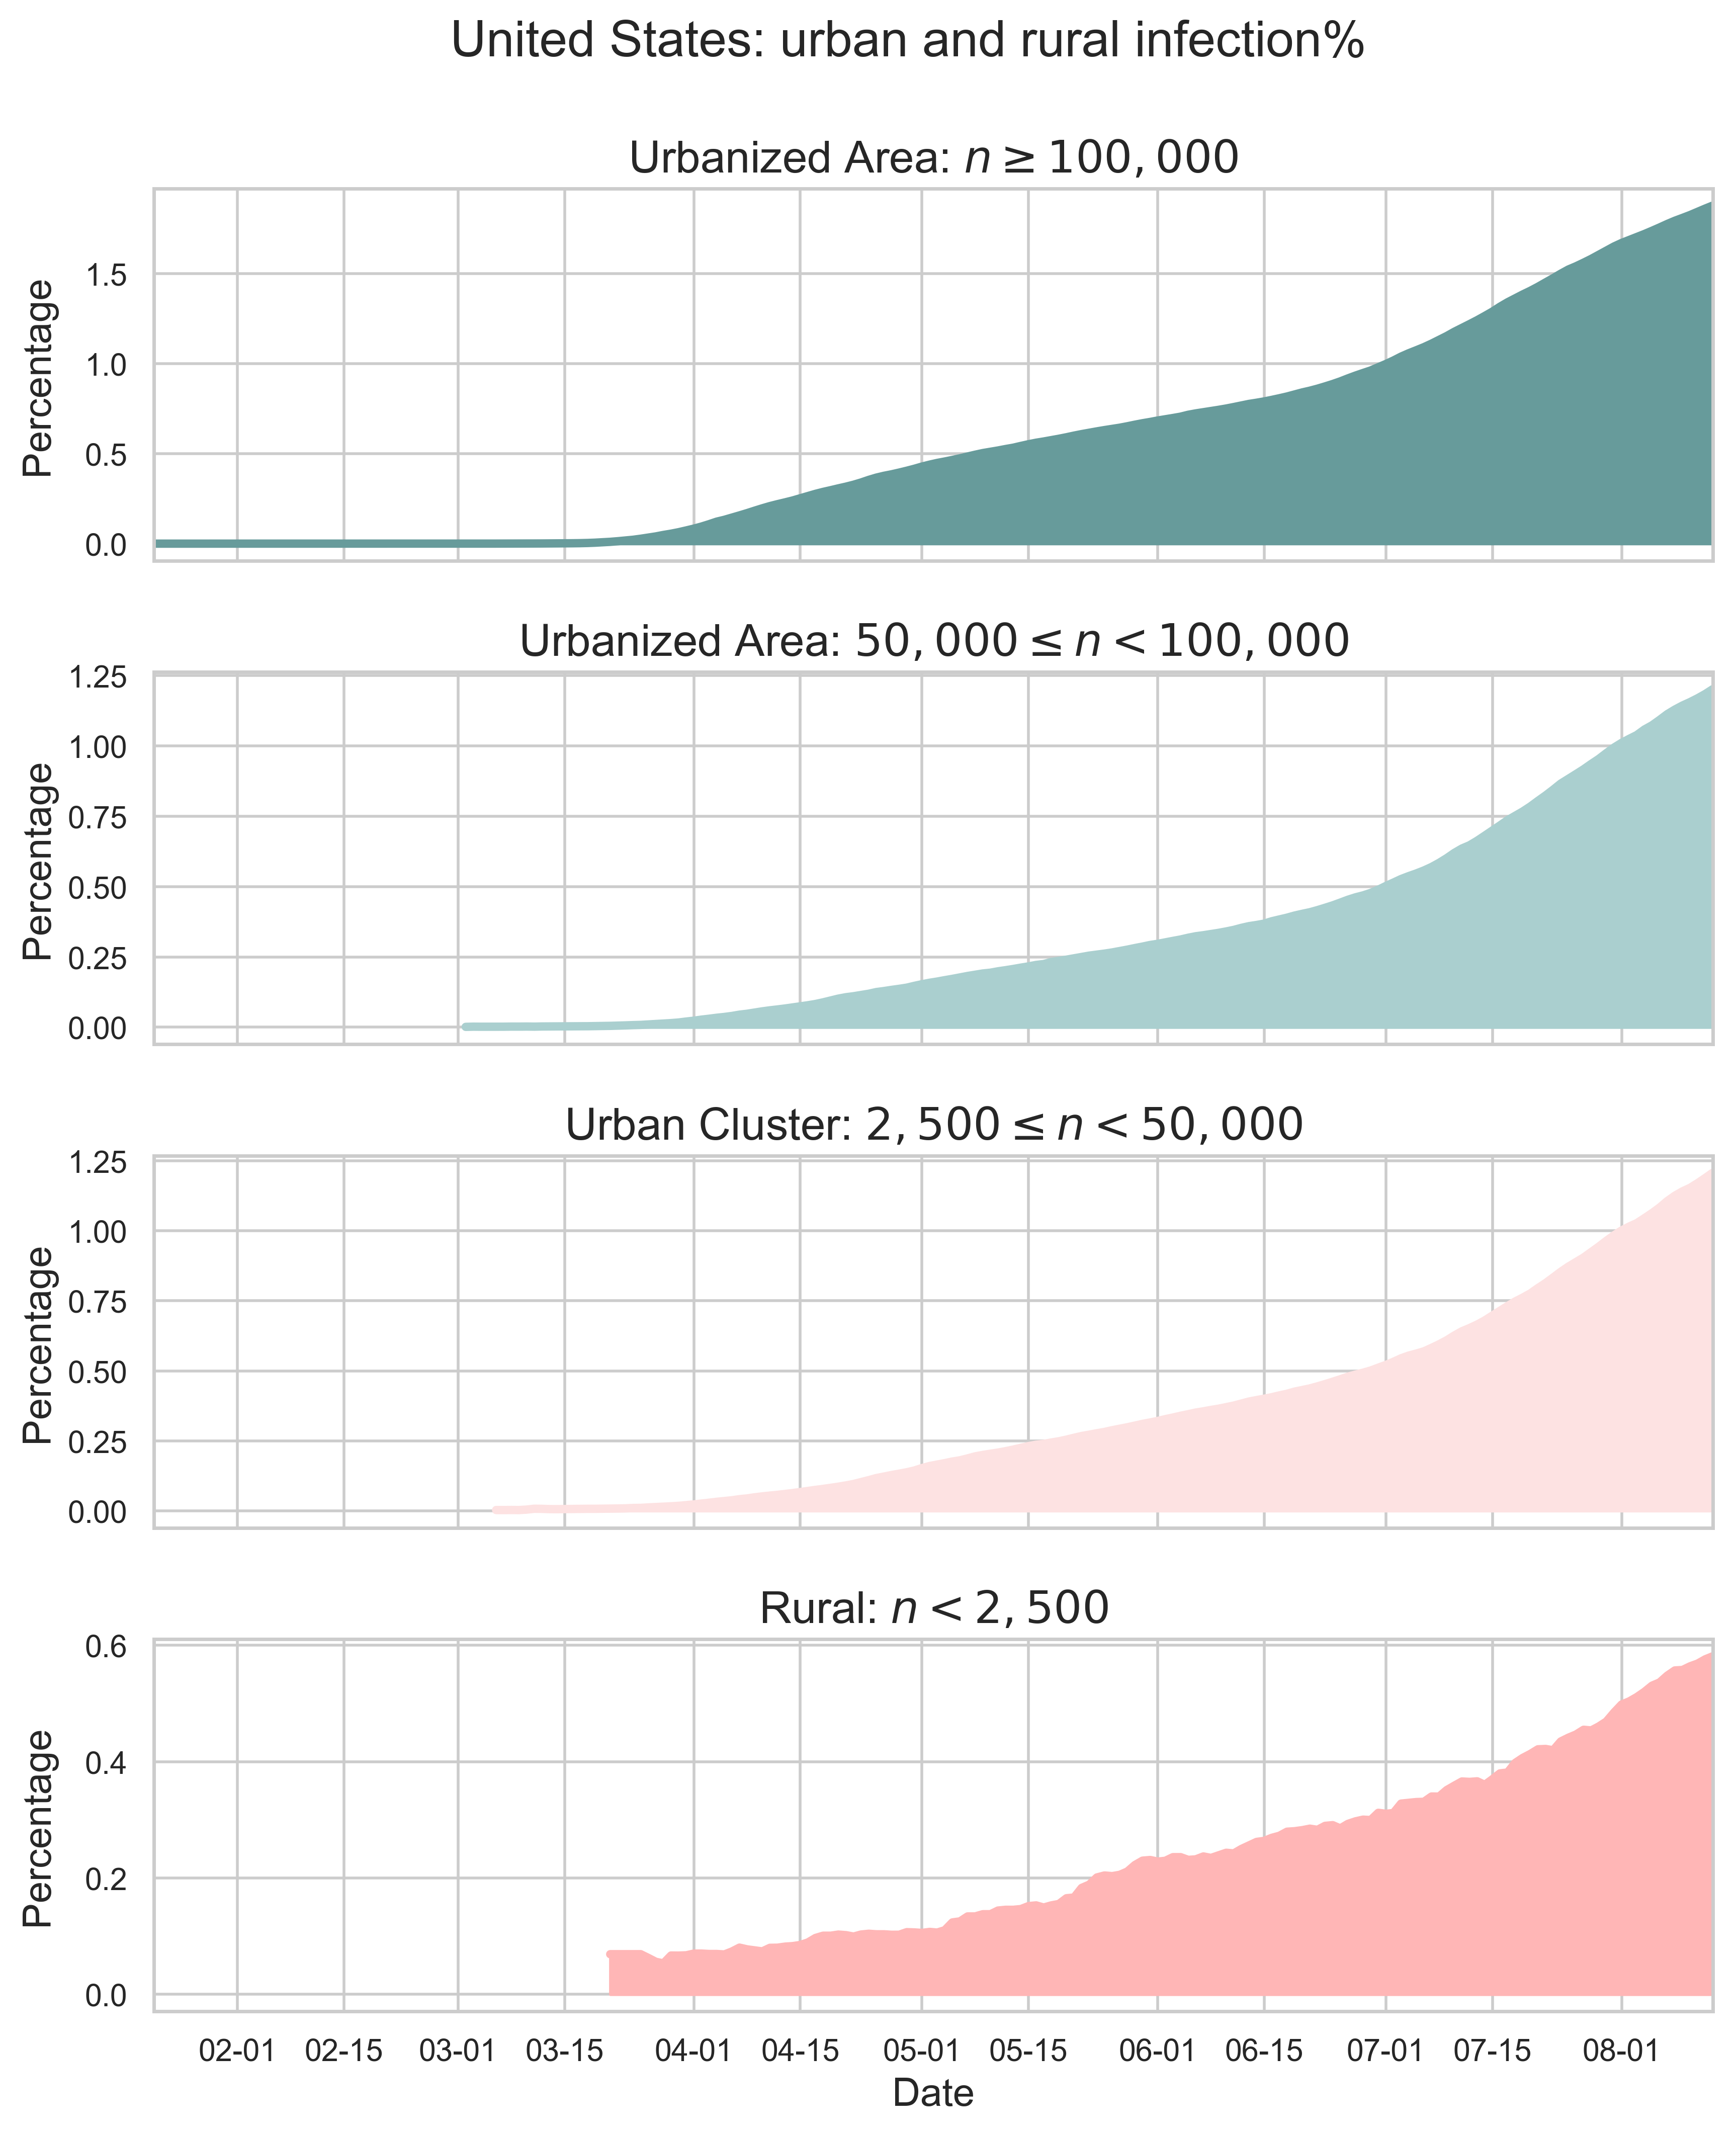 United States: urban and rural infection%
Urbanized Area: n ≥ 100,000
Percentage
1.5
1.0
0.5
0.0
Urbanized Area: 50,000 ≤ n < 100,000
Percentage
1.25
1.00
0.75
0.50
0.25
0.00
Urban Cluster: 2,500 ≤ n < 50,000
Percentage
1.25
1.00
0.75
0.50
0.25
0.00
Rural: n < 2,500
Percentage
0.6
0.4
0.2
0.0
02-01 02-15 03-01 03-15 04-01 04-15 05-01 05-15 06-01 06-15 07-01 07-15 08-01
Date